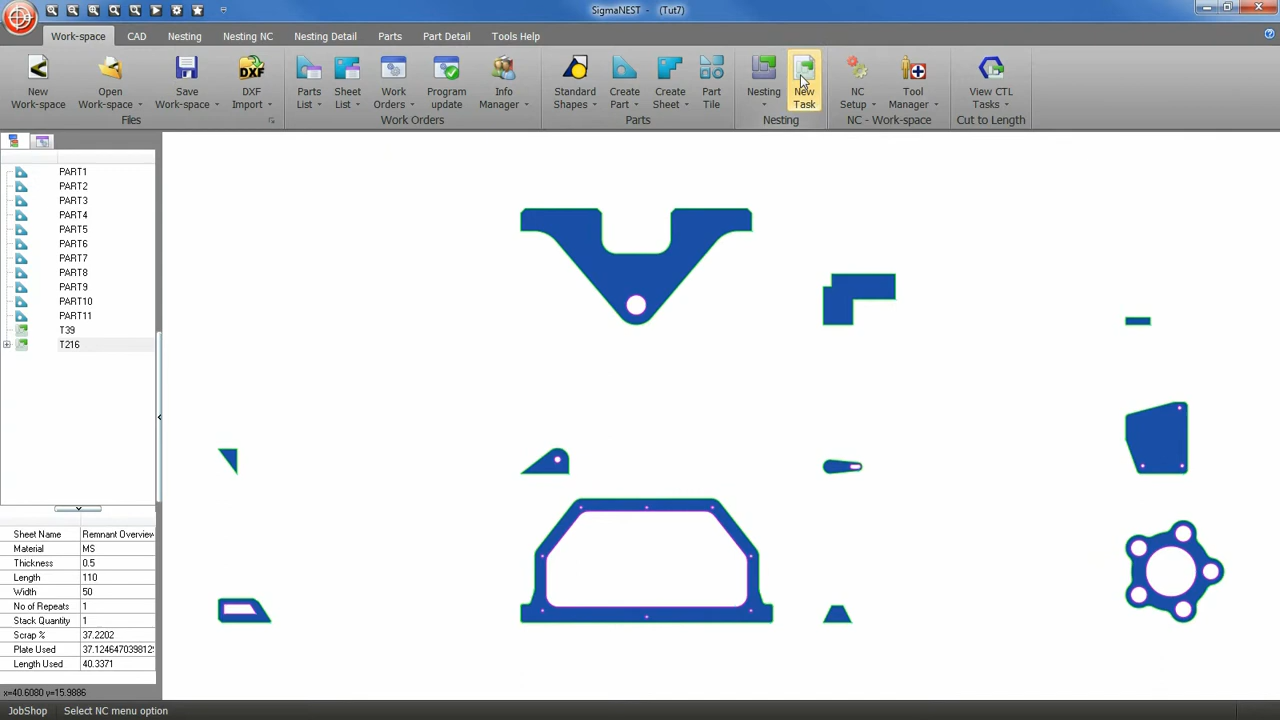 SigmaNEST - (Tut7)
Work-space CAD Nesting Nesting NC Nesting Detail Parts Part Detail Tools Help
New Work-space
Open Work-space
Save Work-space
DXF Import
Files
Parts List
Sheet List
Work Orders
Program update
Info Manager
Work Orders
Standard Shapes
Create Part
Create Sheet
Part Tile
Parts
Nesting
New Task
Nesting
NC Setup
Tool Manager
NC - Work-space
View CTL Tasks
Cut to Length
PART1
PART2
PART3
PART4
PART5
PART6
PART7
PART8
PART9
PART10
PART11
T39
T216
Sheet Name Remnant Overview
Material MS
Thickness 0.5
Length 110
Width 50
No of Repeats 1
Stack Quantity 1
Scrap % 37.2202
Plate Used 37.124647039812
Length Used 40.3371
x=40.6080 y=15.9886
JobShop Select NC menu option